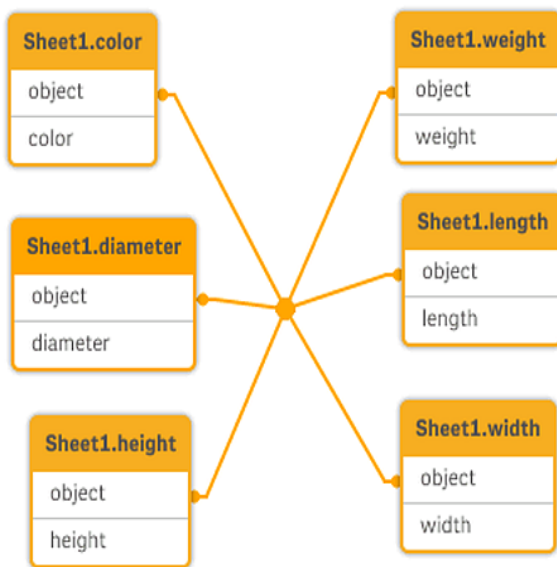 Sheet1.color
object
color
Sheet1.diameter
object
diameter
Sheet1.height
object
height
Sheet1.weight
object
weight
Sheet1.length
object
length
Sheet1.width
object
width